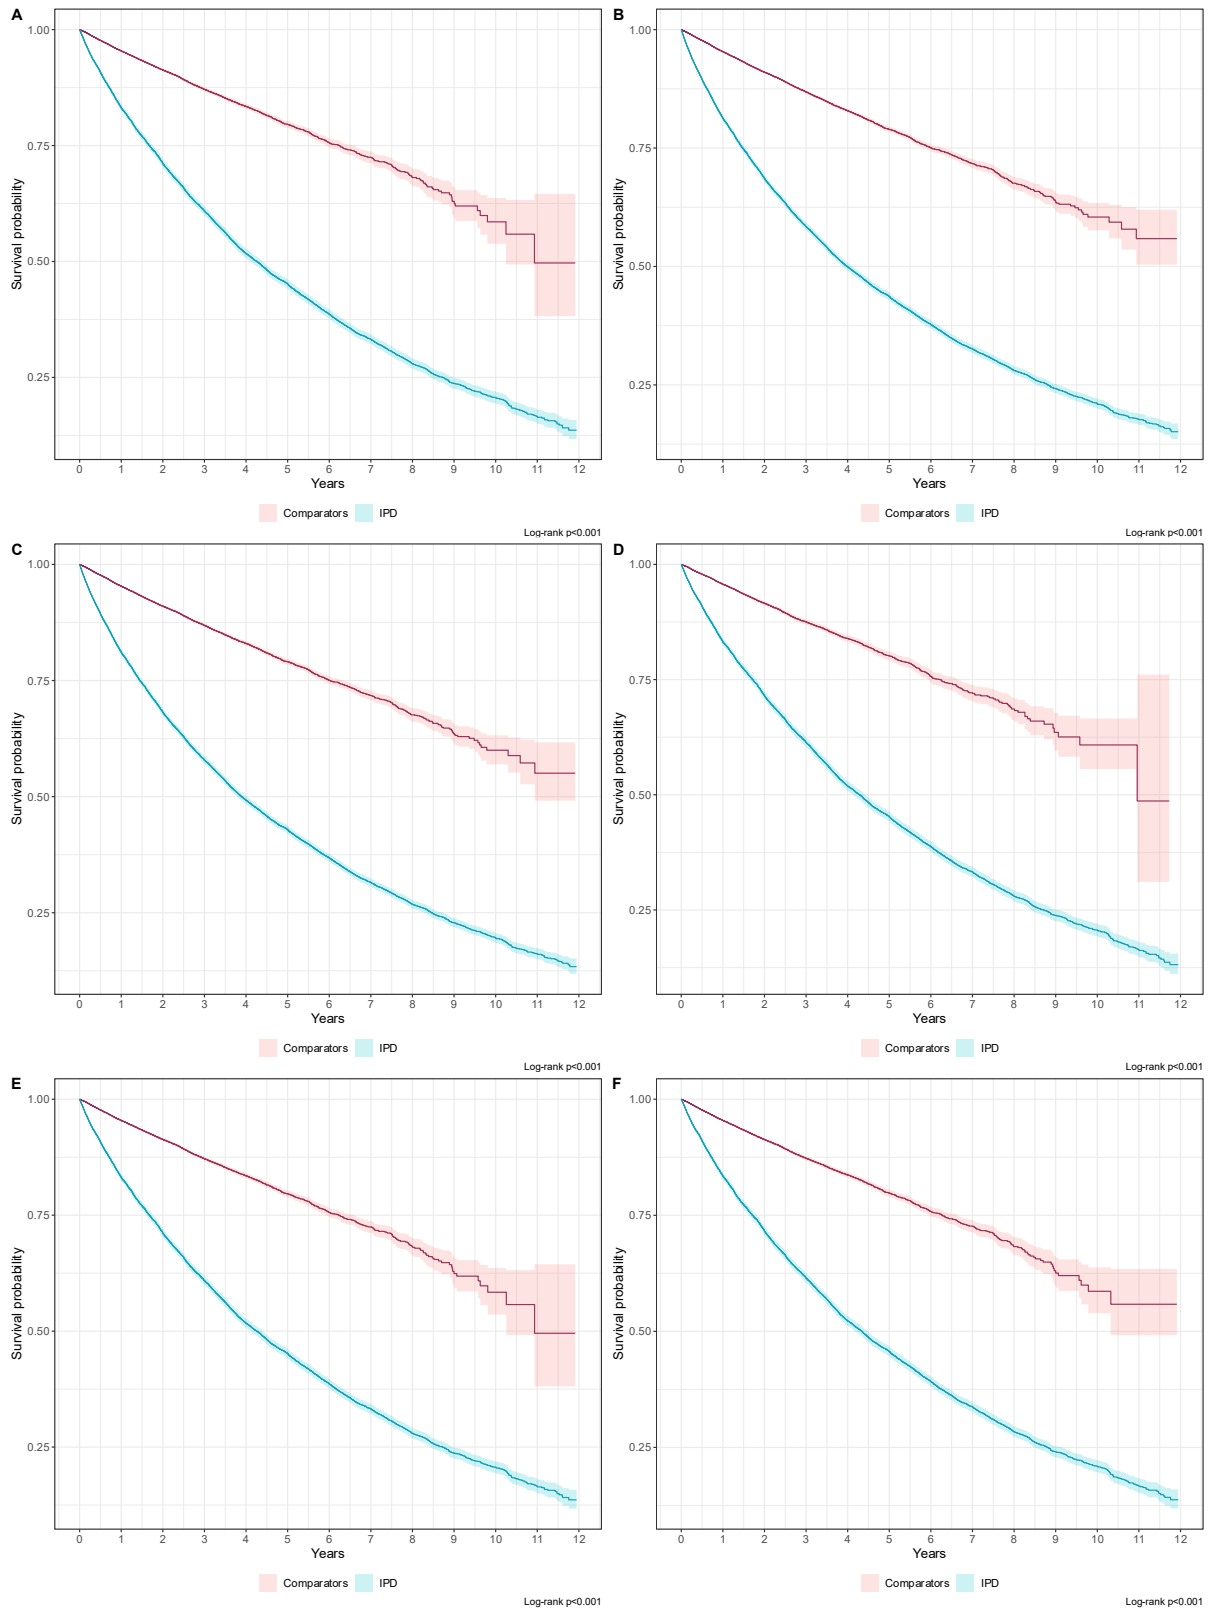 A
1.00
0.75
0.50
0.25
Survival probability
0 1 2 3 4 5 6 7 8 9 10 11 12
Years
Comparators IPD
Log-rank p<0.001
B
1.00
0.75
0.50
0.25
Survival probability
0 1 2 3 4 5 6 7 8 9 10 11 12
Years
Comparators IPD
Log-rank p<0.001
C
1.00
0.75
0.50
0.25
Survival probability
0 1 2 3 4 5 6 7 8 9 10 11 12
Years
Comparators IPD
Log-rank p<0.001
D
1.00
0.75
0.50
0.25
Survival probability
0 1 2 3 4 5 6 7 8 9 10 11 12
Years
Comparators IPD
Log-rank p<0.001
E
1.00
0.75
0.50
0.25
Survival probability
0 1 2 3 4 5 6 7 8 9 10 11 12
Years
Comparators IPD
Log-rank p<0.001
F
1.00
0.75
0.50
0.25
Survival probability
0 1 2 3 4 5 6 7 8 9 10 11 12
Years
Comparators IPD
Log-rank p<0.001